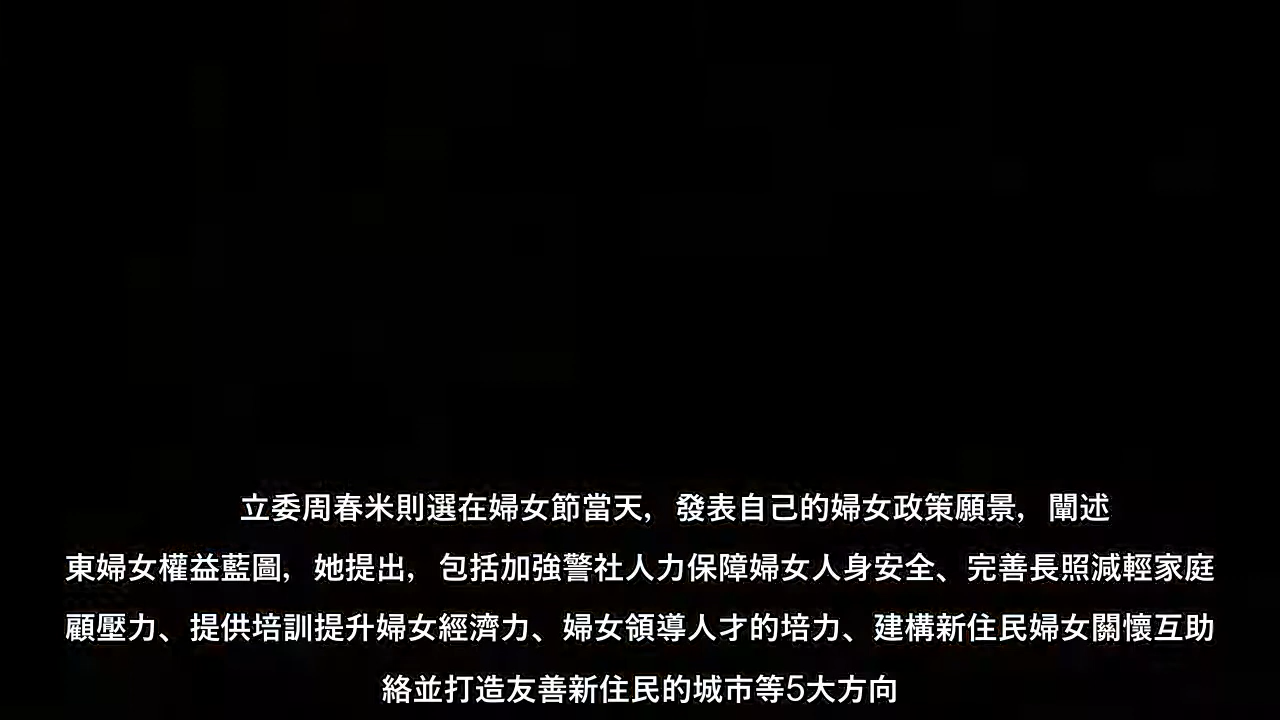 立委周春米則選在婦女節當天，發表自己的婦女政策願景，闡述
東婦女權益藍圖，她提出，包括加強警社人力保障婦女人身安全、完善長照減輕家庭
顧壓力、提供培訓提升婦女經濟力、婦女領導人才的培力、建構新住民婦女關懷互助
絡並打造友善新住民的城市等5大方向